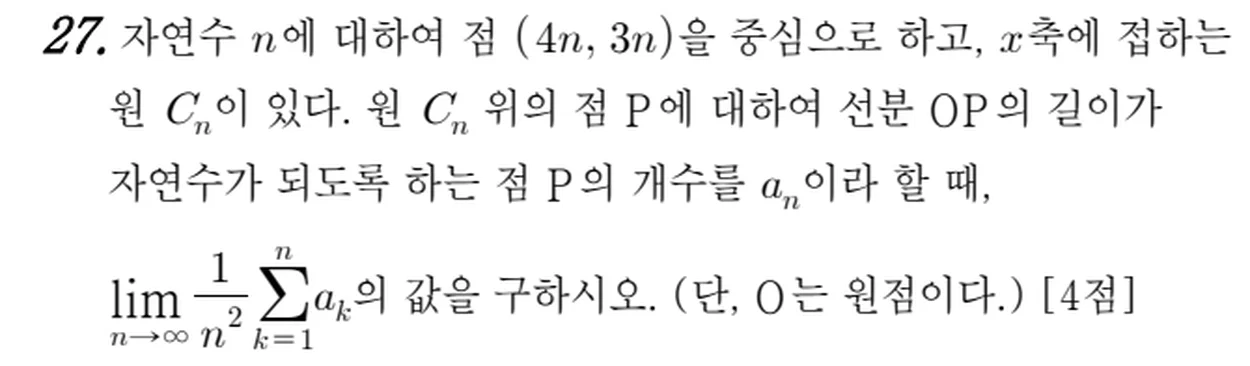 27. 자연수 n에 대하여 점 (4n, 3n)을 중심으로 하고, x축에 접하는
원 Cₙ이 있다. 원 Cₙ 위의 점 P에 대하여 선분 OP의 길이가
자연수가 되도록 하는 점 P의 개수를 aₙ이라 할 때,
lim_{n→∞} \frac{1}{n^2} \sum_{k=1}^{n} a_k의 값을 구하시오. (단, O는 원점이다.) [4점]